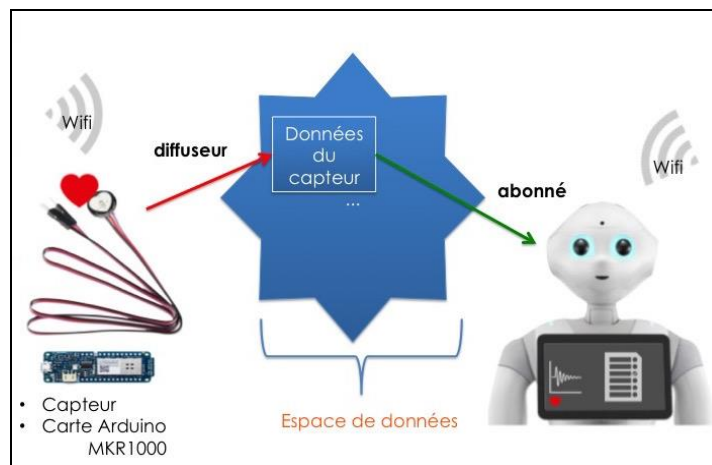 Wifi
diffuseur
Données
du
capteur
...
abonné
Wifi
• Capteur
• Carte Arduino
MKR1000
Espace de données